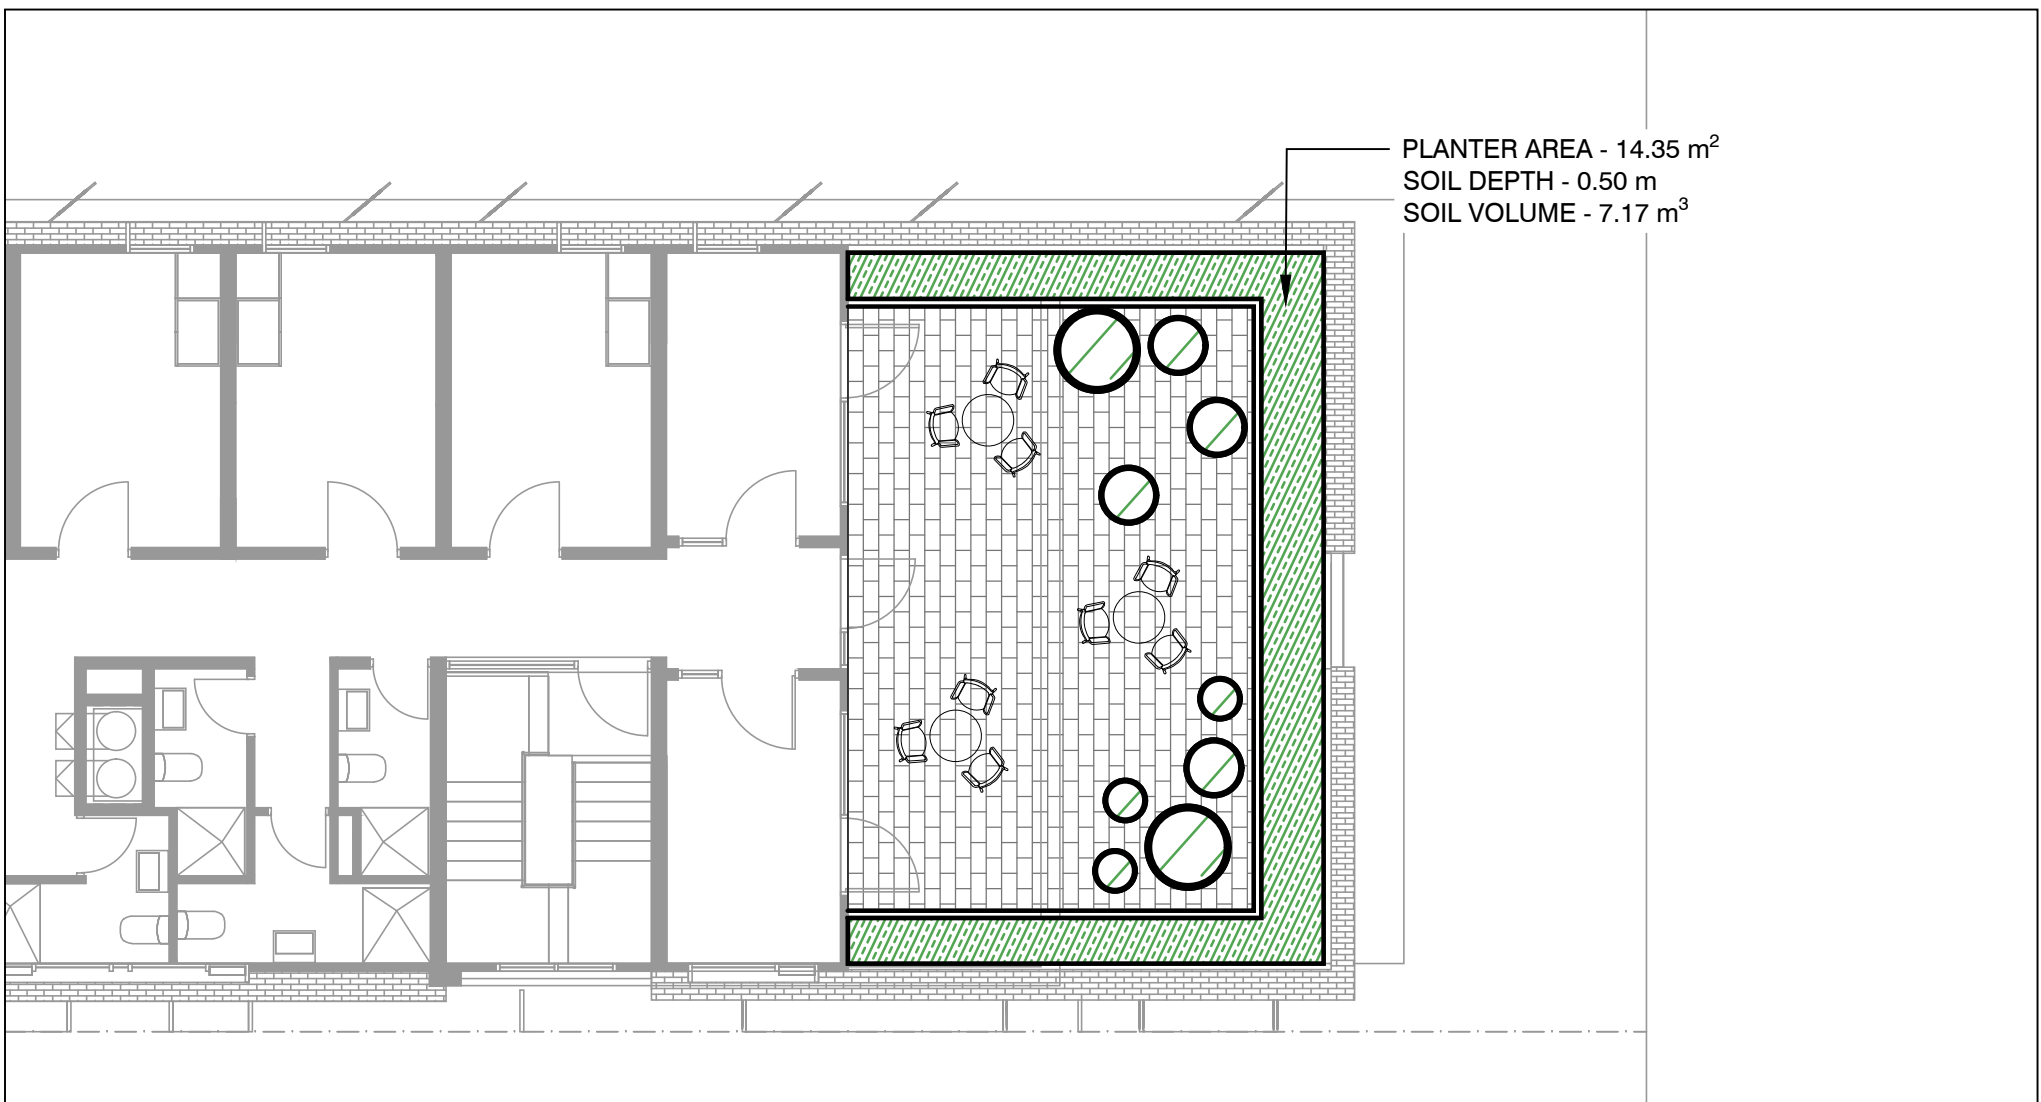 PLANTER AREA - 14.35 m²
SOIL DEPTH - 0.50 m
SOIL VOLUME - 7.17 m³